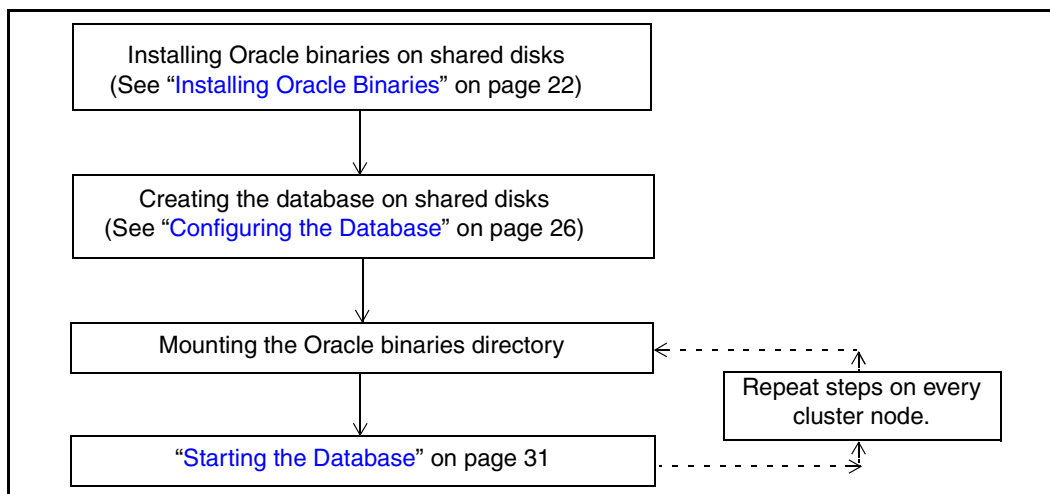 Installing Oracle binaries on shared disks
(See “Installing Oracle Binaries” on page 22)
Creating the database on shared disks
(See “Configuring the Database” on page 26)
Mounting the Oracle binaries directory
Repeat steps on every
cluster node.
“Starting the Database” on page 31